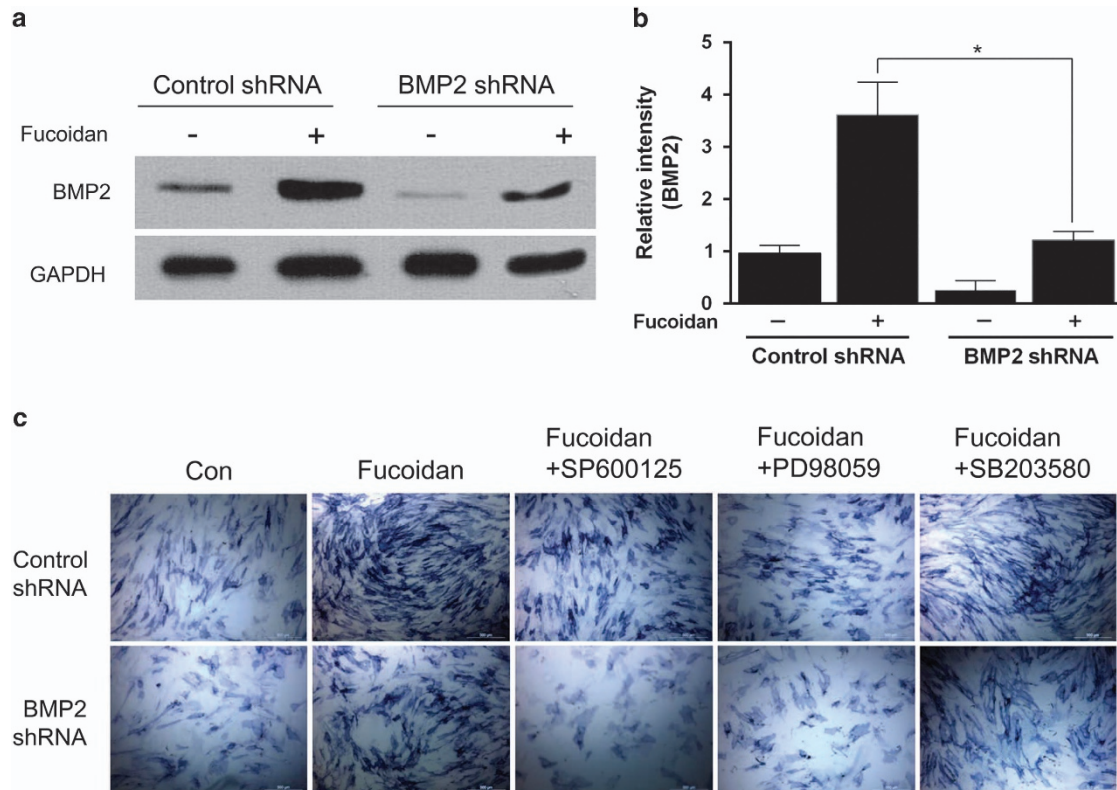 a
Control shRNA BMP2 shRNA
Fucoidan - + - +
BMP2
GAPDH
b
5
4
3
2
1
0
Relative intensity
(BMP2)
*
Fucoidan − + − +
Control shRNA BMP2 shRNA
c
Con Fucoidan Fucoidan +SP600125 Fucoidan +PD98059 Fucoidan +SB203580
Control
shRNA
BMP2
shRNA